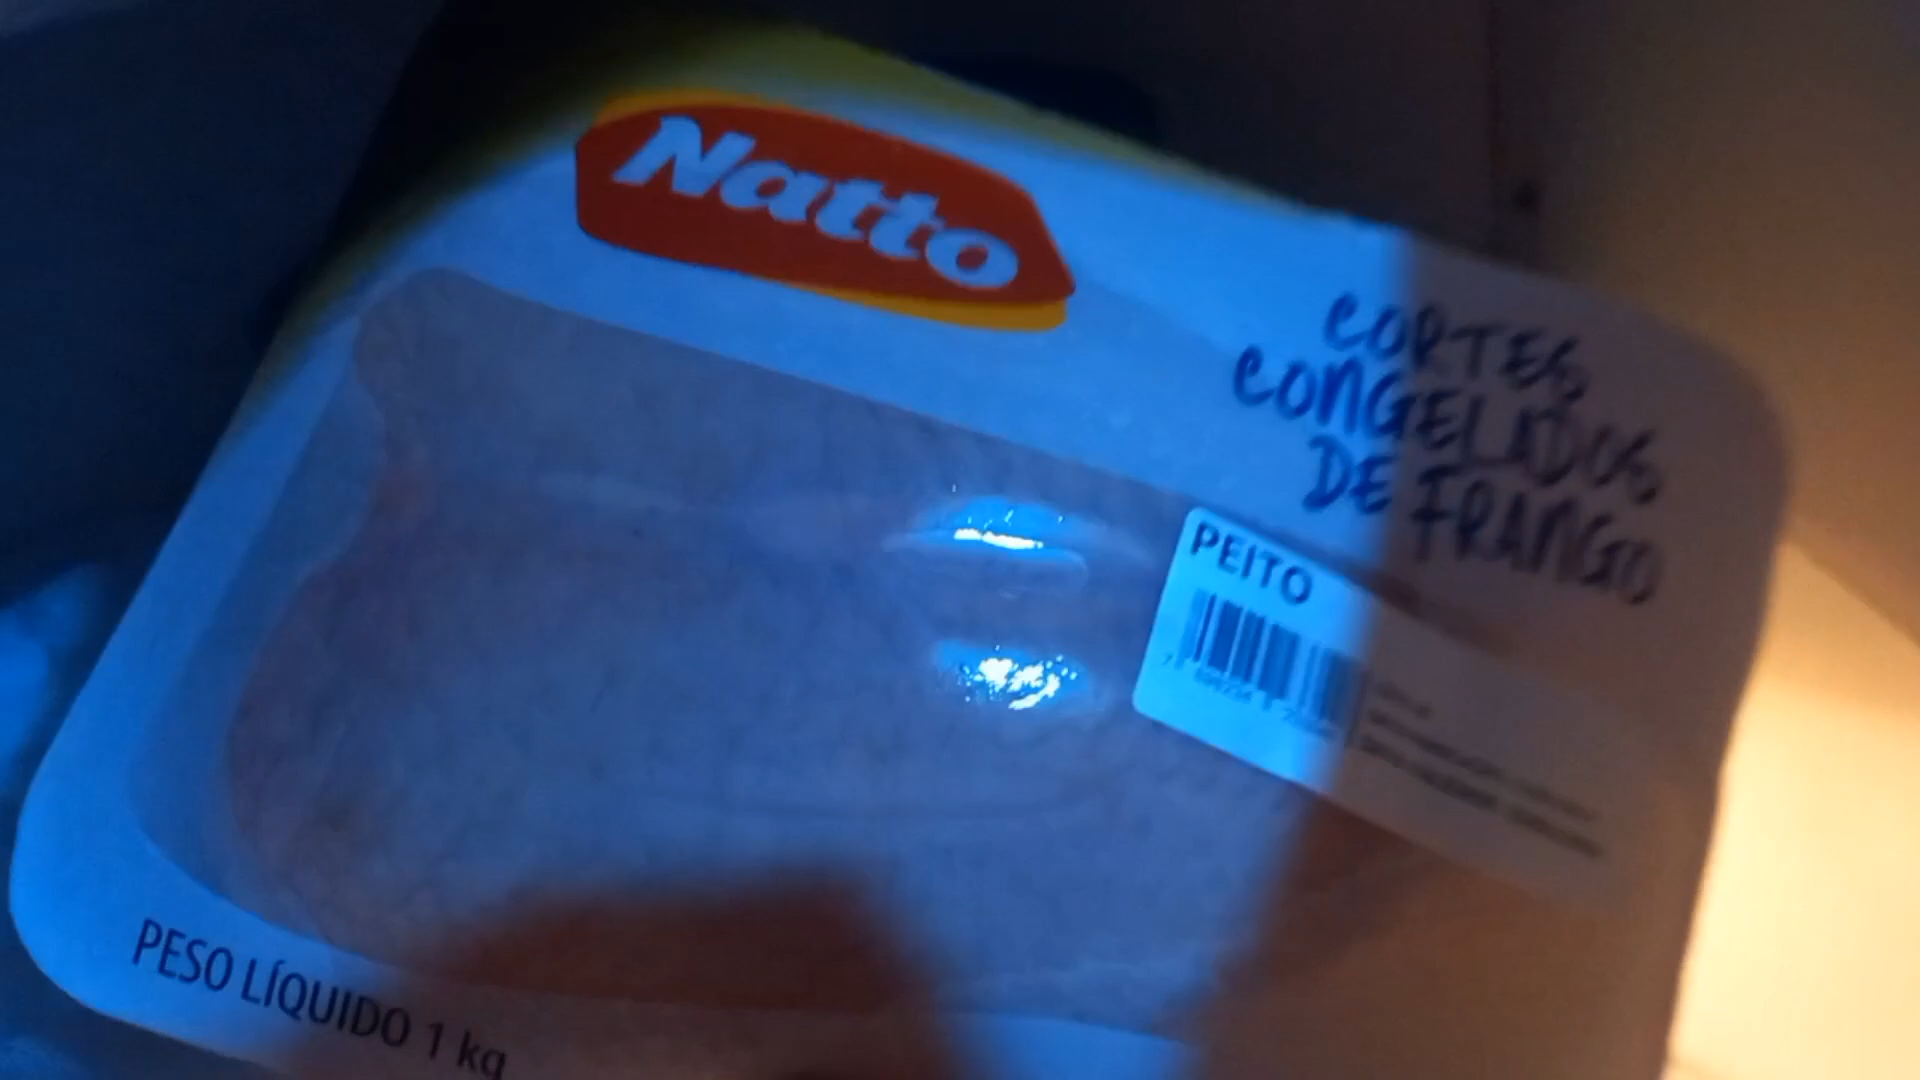 Natto
CORTES
CONGELADOS
DE FRANGO
PEITO
PESO LÍQUIDO 1 kg